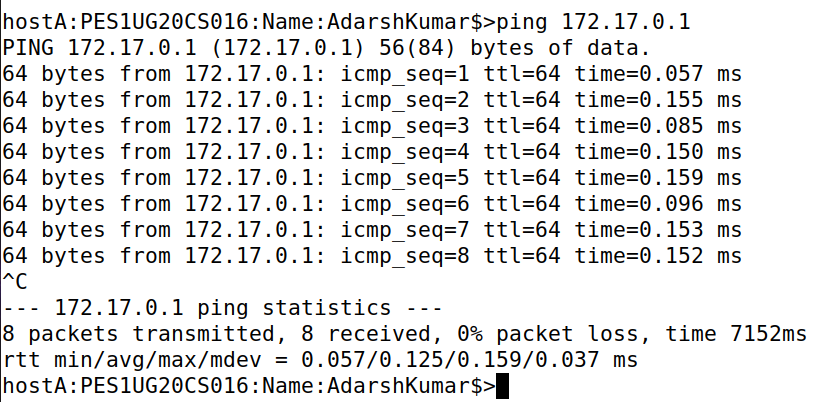 hostA:PES1UG20CS016:Name:AdarshKumar$>ping 172.17.0.1
PING 172.17.0.1 (172.17.0.1) 56(84) bytes of data.
64 bytes from 172.17.0.1: icmp_seq=1 ttl=64 time=0.057 ms
64 bytes from 172.17.0.1: icmp_seq=2 ttl=64 time=0.155 ms
64 bytes from 172.17.0.1: icmp_seq=3 ttl=64 time=0.085 ms
64 bytes from 172.17.0.1: icmp_seq=4 ttl=64 time=0.150 ms
64 bytes from 172.17.0.1: icmp_seq=5 ttl=64 time=0.159 ms
64 bytes from 172.17.0.1: icmp_seq=6 ttl=64 time=0.096 ms
64 bytes from 172.17.0.1: icmp_seq=7 ttl=64 time=0.153 ms
64 bytes from 172.17.0.1: icmp_seq=8 ttl=64 time=0.152 ms
^C
--- 172.17.0.1 ping statistics ---
8 packets transmitted, 8 received, 0% packet loss, time 7152ms
rtt min/avg/max/mdev = 0.057/0.125/0.159/0.037 ms
hostA:PES1UG20CS016:Name:AdarshKumar$>